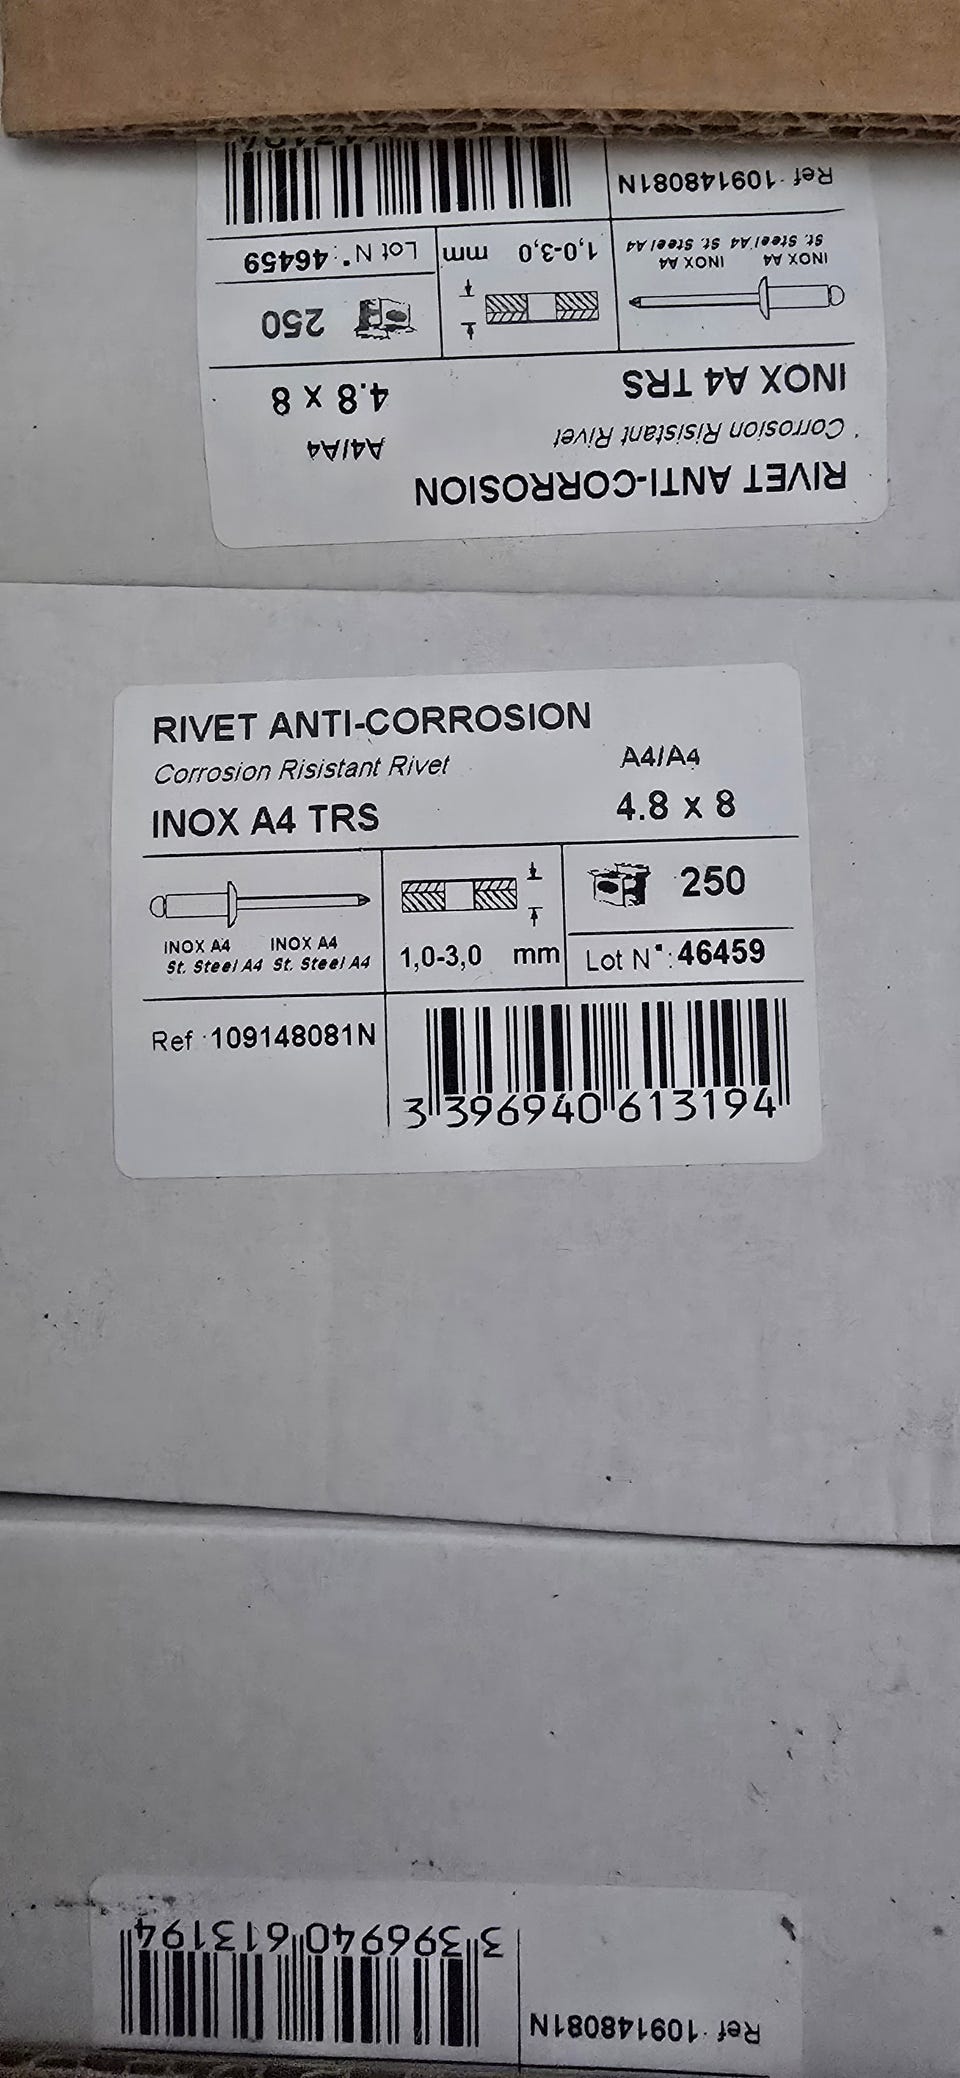 Ref :109148081N
INOX A4 INOX A4
St. Steel A4 St. Steel A4
1,0-3,0 mm
Lot N°: 46459
250
INOX A4 TRS
4.8 x 8
Corrosion Risistant Rivet
A4/A4
RIVET ANTI-CORROSION
RIVET ANTI-CORROSION
Corrosion Risistant Rivet
A4/A4
INOX A4 TRS
4.8 x 8
250
INOX A4 INOX A4
St. Steel A4 St. Steel A4
1,0-3,0 mm
Lot N°: 46459
Ref :109148081N
3 396940 613194
3 396940 613194
Ref :109148081N